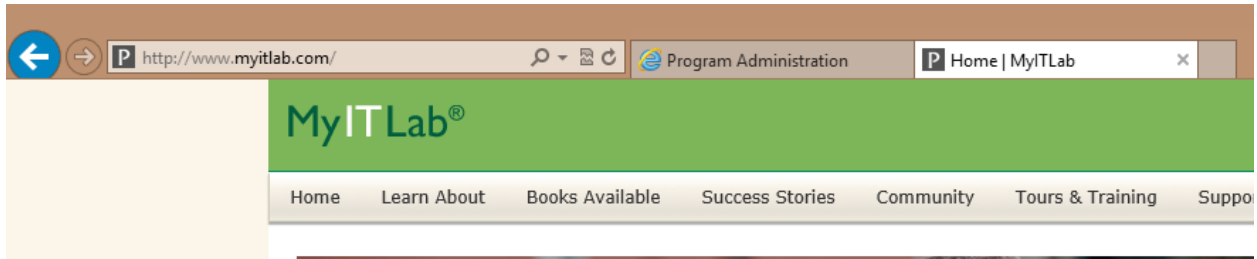 http://www.myitlab.com/ Program Administration Home | MyITLab
MyITLab®
Home Learn About Books Available Success Stories Community Tours & Training Suppor